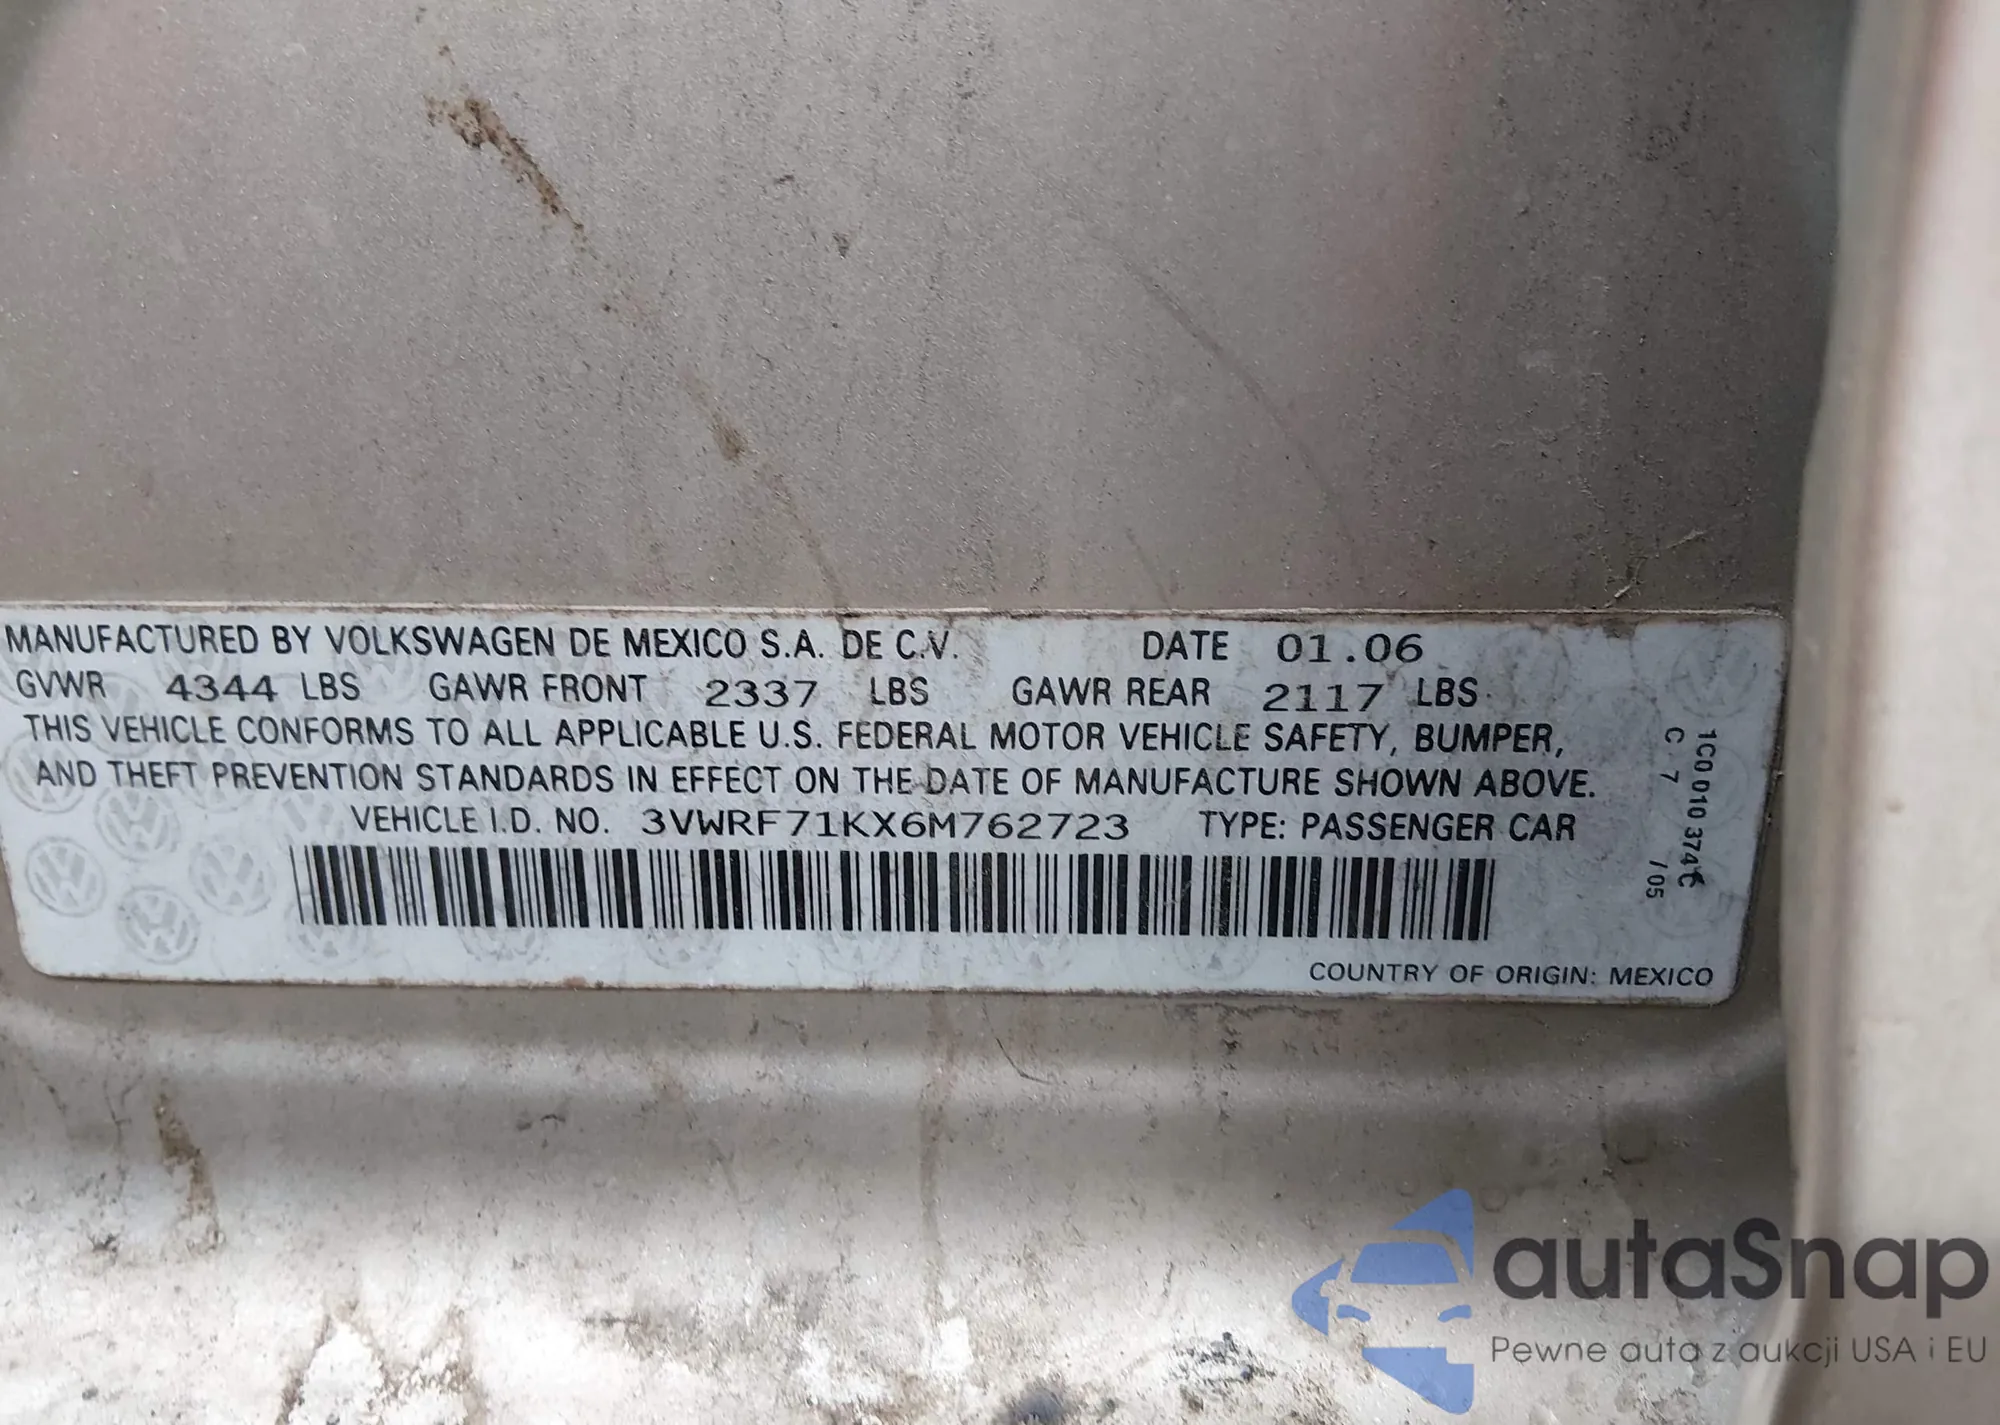 MANUFACTURED BY VOLKSWAGEN DE MEXICO S.A. DE C.V. DATE 01.06
GVWR 4344 LBS GAWR FRONT 2337 LBS GAWR REAR 2117 LBS
THIS VEHICLE CONFORMS TO ALL APPLICABLE U.S. FEDERAL MOTOR VEHICLE SAFETY, BUMPER,
AND THEFT PREVENTION STANDARDS IN EFFECT ON THE DATE OF MANUFACTURE SHOWN ABOVE.
VEHICLE I.D. NO. 3VWRF71KX6M762723 TYPE: PASSENGER CAR
COUNTRY OF ORIGIN: MEXICO
1C0 010 374 C
C 7 / 05
autaSnap
Pewne auta z aukcji USA i EU